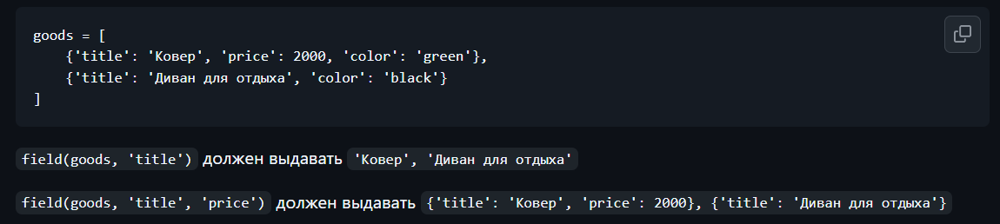 goods = [
    {'title': 'Ковер', 'price': 2000, 'color': 'green'},
    {'title': 'Диван для отдыха', 'color': 'black'}
]
field(goods, 'title') должен выдавать 'Ковер', 'Диван для отдыха'
field(goods, 'title', 'price') должен выдавать {'title': 'Ковер', 'price': 2000}, {'title': 'Диван для отдыха'}